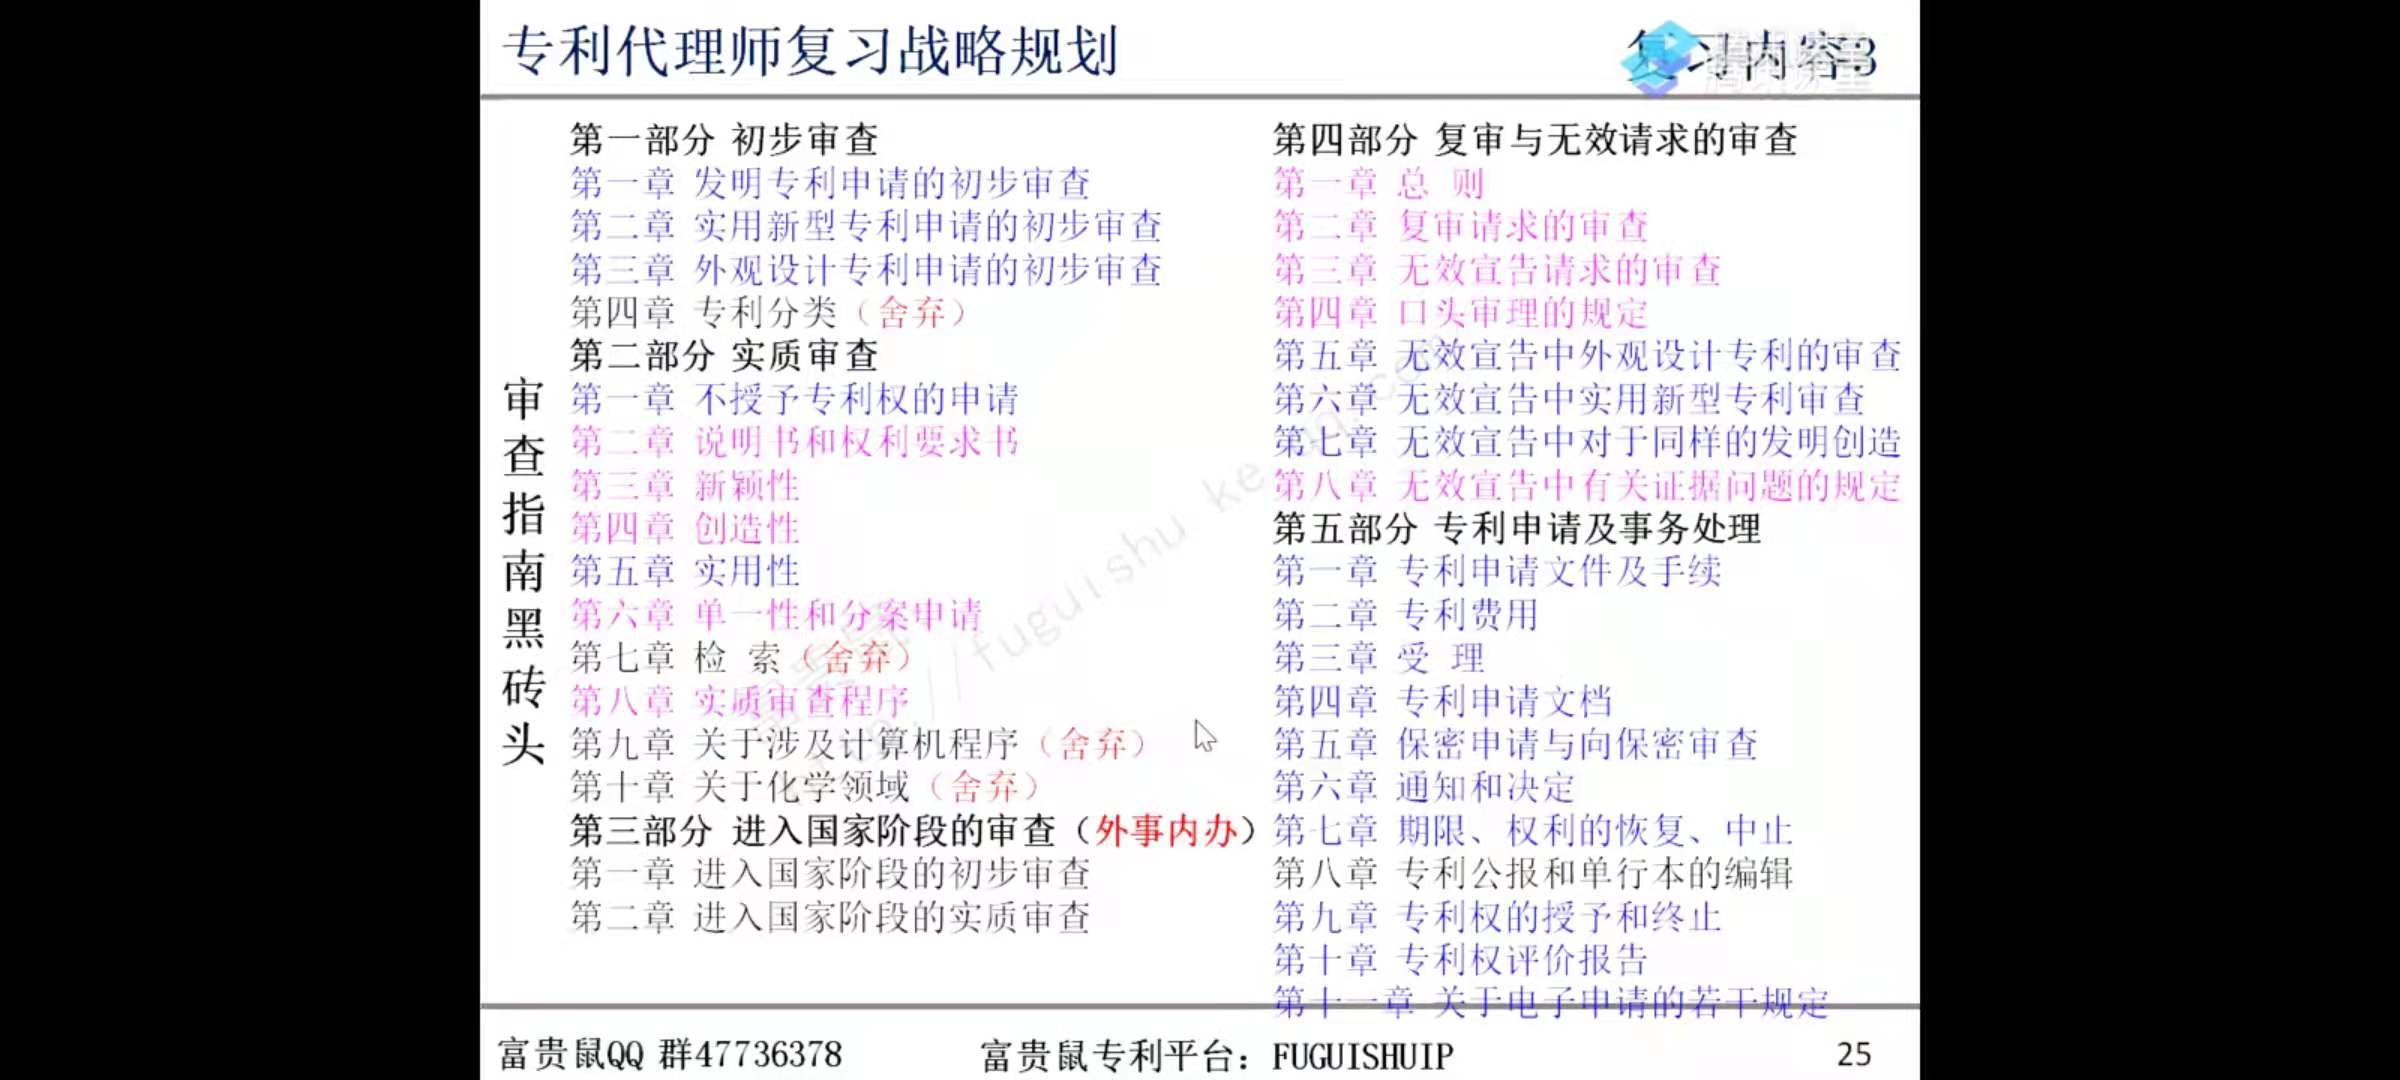 专利代理师复习战略规划
复习内容3
审查指南黑砖头
第一部分 初步审查
第一章 发明专利申请的初步审查
第二章 实用新型专利申请的初步审查
第三章 外观设计专利申请的初步审查
第四章 专利分类（舍弃）
第二部分 实质审查
第一章 不授予专利权的申请
第二章 说明书和权利要求书
第三章 新颖性
第四章 创造性
第五章 实用性
第六章 单一性和分案申请
第七章 检 索（舍弃）
第八章 实质审查程序
第九章 关于涉及计算机程序（舍弃）
第十章 关于化学领域（舍弃）
第三部分 进入国家阶段的审查（外事内办）
第一章 进入国家阶段的初步审查
第二章 进入国家阶段的实质审查
第四部分 复审与无效请求的审查
第一章 总 则
第二章 复审请求的审查
第三章 无效宣告请求的审查
第四章 口头审理的规定
第五章 无效宣告中外观设计专利的审查
第六章 无效宣告中实用新型专利审查
第七章 无效宣告中对于同样的发明创造
第八章 无效宣告中有关证据问题的规定
第五部分 专利申请及事务处理
第一章 专利申请文件及手续
第二章 专利费用
第三章 受 理
第四章 专利申请文档
第五章 保密申请与向保密审查
第六章 通知和决定
第七章 期限、权利的恢复、中止
第八章 专利公报和单行本的编辑
第九章 专利权的授予和终止
第十章 专利权评价报告
第十一章 关于电子申请的若干规定
富贵鼠QQ 群47736378
富贵鼠专利平台：FUGUISHUIP
25